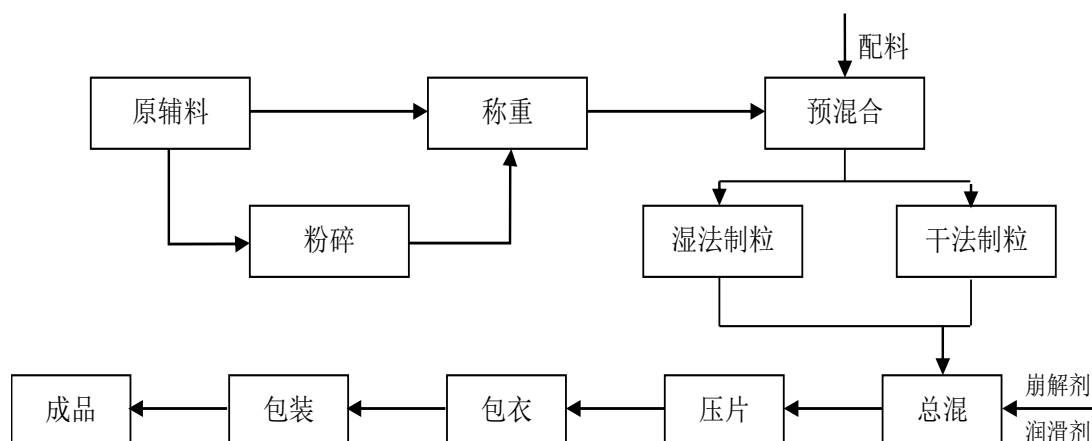 配料
原辅料
称重
预混合
粉碎
湿法制粒
干法制粒
成品
包装
包衣
压片
总混
崩解剂
润滑剂